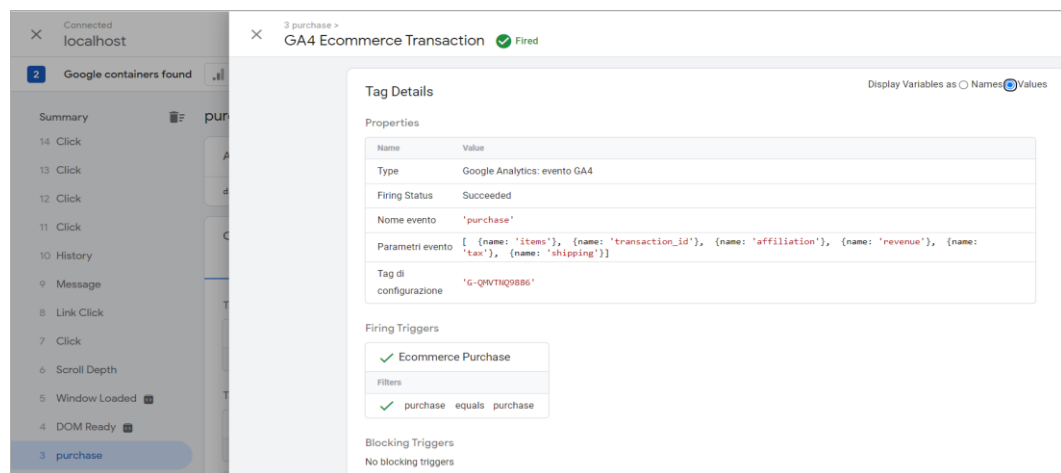 Connected
localhost
2 Google containers found
Summary
14 Click
13 Click
12 Click
11 Click
10 History
9 Message
8 Link Click
7 Click
6 Scroll Depth
5 Window Loaded
4 DOM Ready
3 purchase
pur
3 purchase >
GA4 Ecommerce Transaction Fired
Tag Details
Display Variables as Names Values
Properties
Name Value
Type Google Analytics: evento GA4
Firing Status Succeeded
Nome evento 'purchase'
Parametri evento [ {name: 'items'}, {name: 'transaction_id'}, {name: 'affiliation'}, {name: 'revenue'}, {name:
'tax'}, {name: 'shipping'}]
Tag di
configurazione 'G-QMVTNQ9886'
Firing Triggers
Ecommerce Purchase
Filters
purchase equals purchase
Blocking Triggers
No blocking triggers